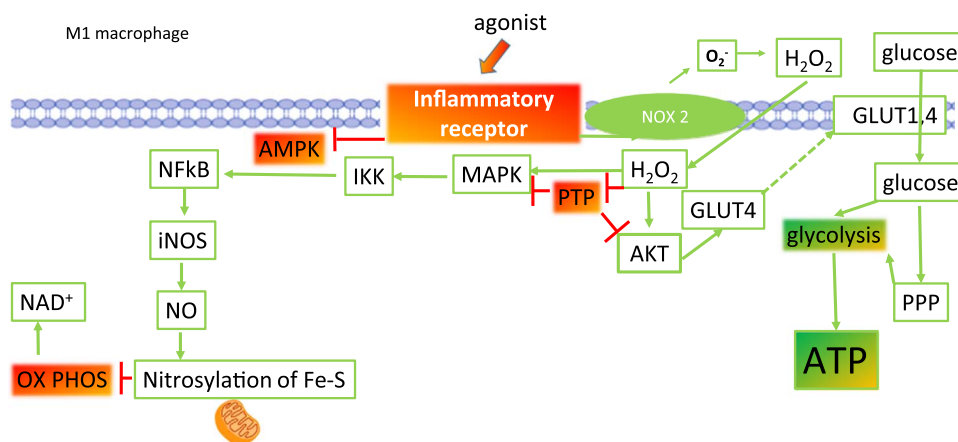 agonist
M1 macrophage
O₂⁻
H₂O₂
glucose
Inflammatory
receptor
NOX 2
GLUT1,4
AMPK
NFkB
IKK
MAPK
H₂O₂
glucose
PTP
GLUT4
iNOS
AKT
glycolysis
NAD⁺
NO
PPP
ATP
OX PHOS
Nitrosylation of Fe-S